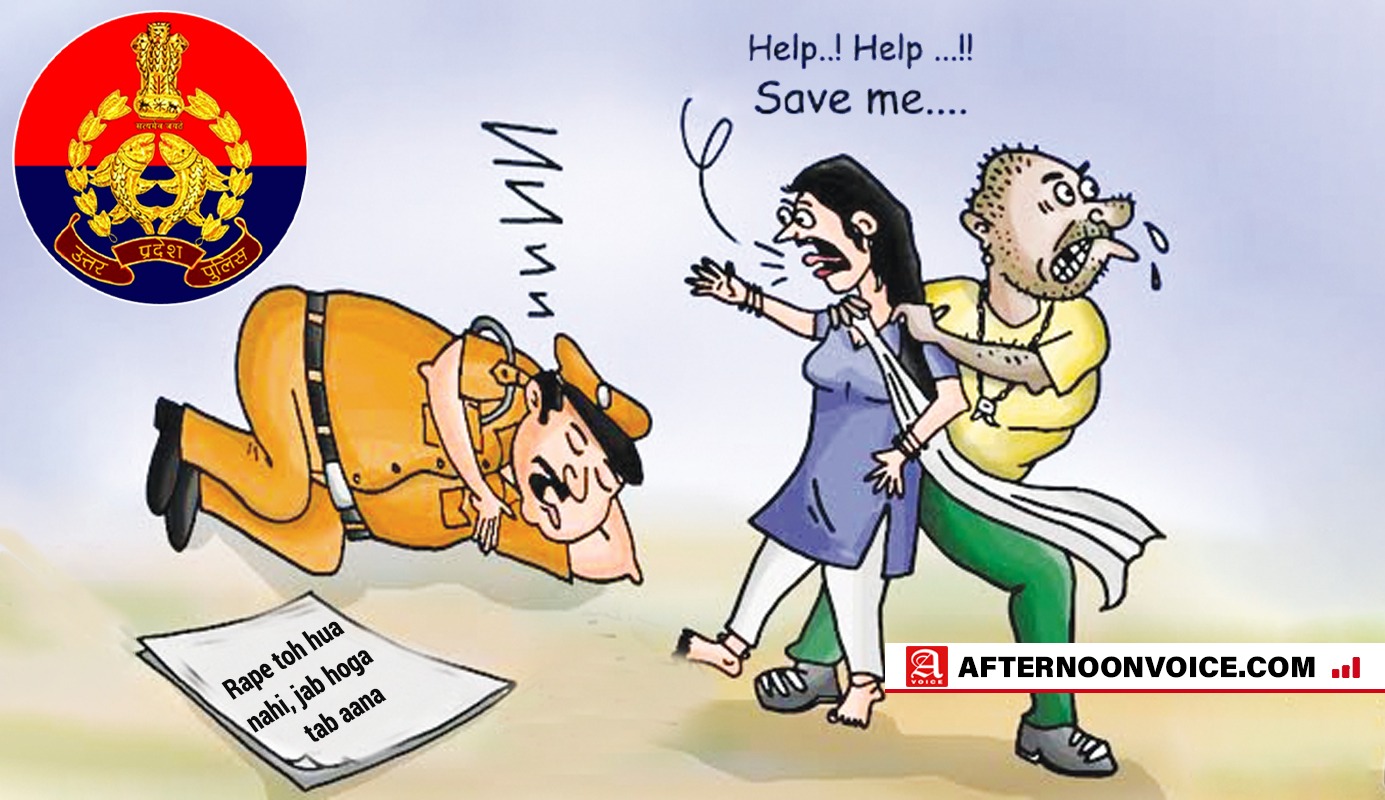 सत्यमेव जयते
उत्तर प्रदेश पुलिस
Help..! Help ...!!
Save me....
Rape toh hua
nahi, jab hoga
tab aana
A
VOICE
AFTERNOONVOICE.COM